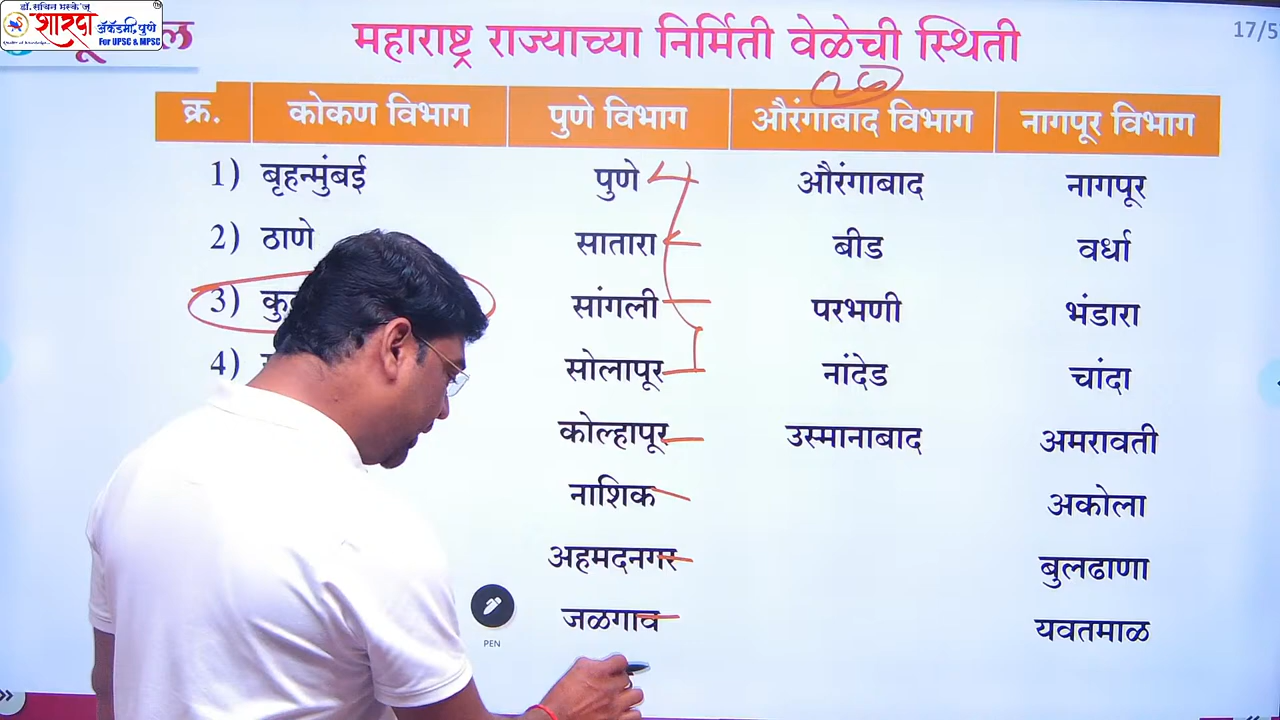 डॉ. सचिन भस्के'ज्
शारदा ॲकॅडमी, पुणे
For UPSC & MPSC
महाराष्ट्र राज्याच्या निर्मिती वेळेची स्थिती
17/5
26
क्र. कोकण विभाग पुणे विभाग औरंगाबाद विभाग नागपूर विभाग
1) बृहन्मुंबई पुणे औरंगाबाद नागपूर
2) ठाणे सातारा बीड वर्धा
3) सांगली परभणी भंडारा
4) सोलापूर नांदेड चांदा
कोल्हापूर उस्मानाबाद अमरावती
नाशिक अकोला
अहमदनगर बुलढाणा
जळगाव यवतमाळ
PEN